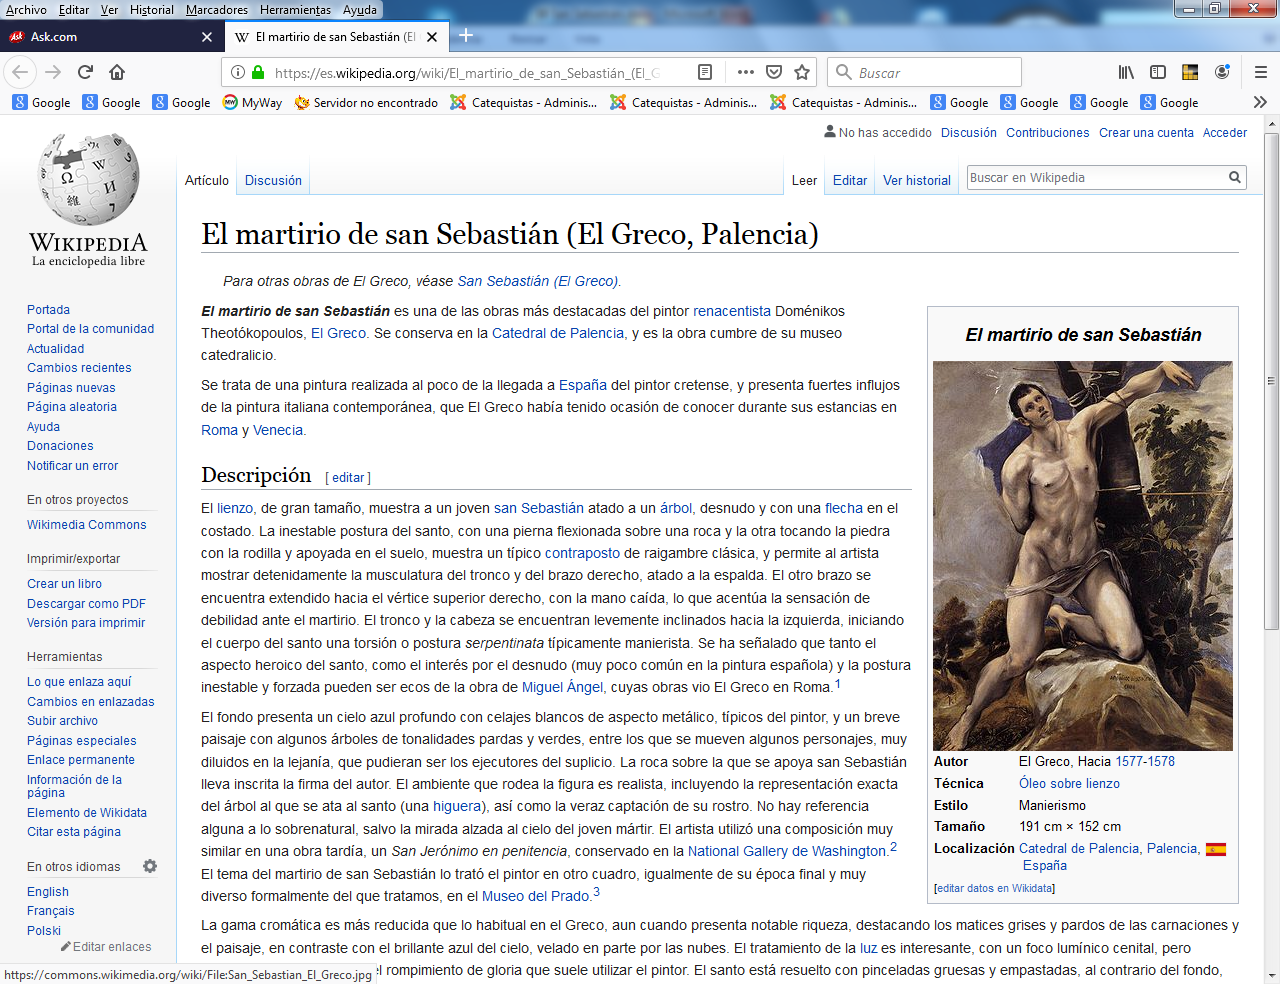 Archivo Editar Ver Historial Marcadores Herramientas Ayuda
Ask.com
El martirio de san Sebastián (El
https://es.wikipedia.org/wiki/El_martirio_de_san_Sebastián_(El_G
Buscar
Google Google Google MyWay Servidor no encontrado Catequistas - Adminis... Catequistas - Adminis... Catequistas - Adminis... Google Google Google Google
No has accedido Discusión Contribuciones Crear una cuenta Acceder
Artículo Discusión Leer Editar Ver historial Buscar en Wikipedia
WIKIPEDIA
La enciclopedia libre
Portada
Portal de la comunidad
Actualidad
Cambios recientes
Páginas nuevas
Página aleatoria
Ayuda
Donaciones
Notificar un error
En otros proyectos
Wikimedia Commons
Imprimir/exportar
Crear un libro
Descargar como PDF
Versión para imprimir
Herramientas
Lo que enlaza aquí
Cambios en enlazadas
Subir archivo
Páginas especiales
Enlace permanente
Información de la
página
Elemento de Wikidata
Citar esta página
En otros idiomas
English
Français
Polski
Editar enlaces
El martirio de san Sebastián (El Greco, Palencia)
Para otras obras de El Greco, véase San Sebastián (El Greco).
El martirio de san Sebastián es una de las obras más destacadas del pintor renacentista Doménikos
Theotókopoulos, El Greco. Se conserva en la Catedral de Palencia, y es la obra cumbre de su museo
catedralicio.
Se trata de una pintura realizada al poco de la llegada a España del pintor cretense, y presenta fuertes influjos
de la pintura italiana contemporánea, que El Greco había tenido ocasión de conocer durante sus estancias en
Roma y Venecia.
Descripción [ editar ]
El lienzo, de gran tamaño, muestra a un joven san Sebastián atado a un árbol, desnudo y con una flecha en el
costado. La inestable postura del santo, con una pierna flexionada sobre una roca y la otra tocando la piedra
con la rodilla y apoyada en el suelo, muestra un típico contraposto de raigambre clásica, y permite al artista
mostrar detenidamente la musculatura del tronco y del brazo derecho, atado a la espalda. El otro brazo se
encuentra extendido hacia el vértice superior derecho, con la mano caída, lo que acentúa la sensación de
debilidad ante el martirio. El tronco y la cabeza se encuentran levemente inclinados hacia la izquierda, iniciando
el cuerpo del santo una torsión o postura serpentinata típicamente manierista. Se ha señalado que tanto el
aspecto heroico del santo, como el interés por el desnudo (muy poco común en la pintura española) y la postura
inestable y forzada pueden ser ecos de la obra de Miguel Ángel, cuyas obras vio El Greco en Roma.1
El fondo presenta un cielo azul profundo con celajes blancos de aspecto metálico, típicos del pintor, y un breve
paisaje con algunos árboles de tonalidades pardas y verdes, entre los que se mueven algunos personajes, muy
diluidos en la lejanía, que pudieran ser los ejecutores del suplicio. La roca sobre la que se apoya san Sebastián
lleva inscrita la firma del autor. El ambiente que rodea la figura es realista, incluyendo la representación exacta
del árbol al que se ata al santo (una higuera), así como la veraz captación de su rostro. No hay referencia
alguna a lo sobrenatural, salvo la mirada alzada al cielo del joven mártir. El artista utilizó una composición muy
similar en una obra tardía, un San Jerónimo en penitencia, conservado en la National Gallery de Washington.2
El tema del martirio de san Sebastián lo trató el pintor en otro cuadro, igualmente de su época final y muy
diverso formalmente del que tratamos, en el Museo del Prado.3
La gama cromática es más reducida que lo habitual en el Greco, aun cuando presenta notable riqueza, destacando los matices grises y pardos de las carnaciones y
el paisaje, en contraste con el brillante azul del cielo, velado en parte por las nubes. El tratamiento de la luz es interesante, con un foco lumínico cenital, pero
el rompimiento de gloria que suele utilizar el pintor. El santo está resuelto con pinceladas gruesas y empastadas, al contrario del fondo,
El martirio de san Sebastián
Autor El Greco, Hacia 1577-1578
Técnica Óleo sobre lienzo
Estilo Manierismo
Tamaño 191 cm × 152 cm
Localización Catedral de Palencia, Palencia,
España
[editar datos en Wikidata]
https://commons.wikimedia.org/wiki/File:San_Sebastian_El_Greco.jpg